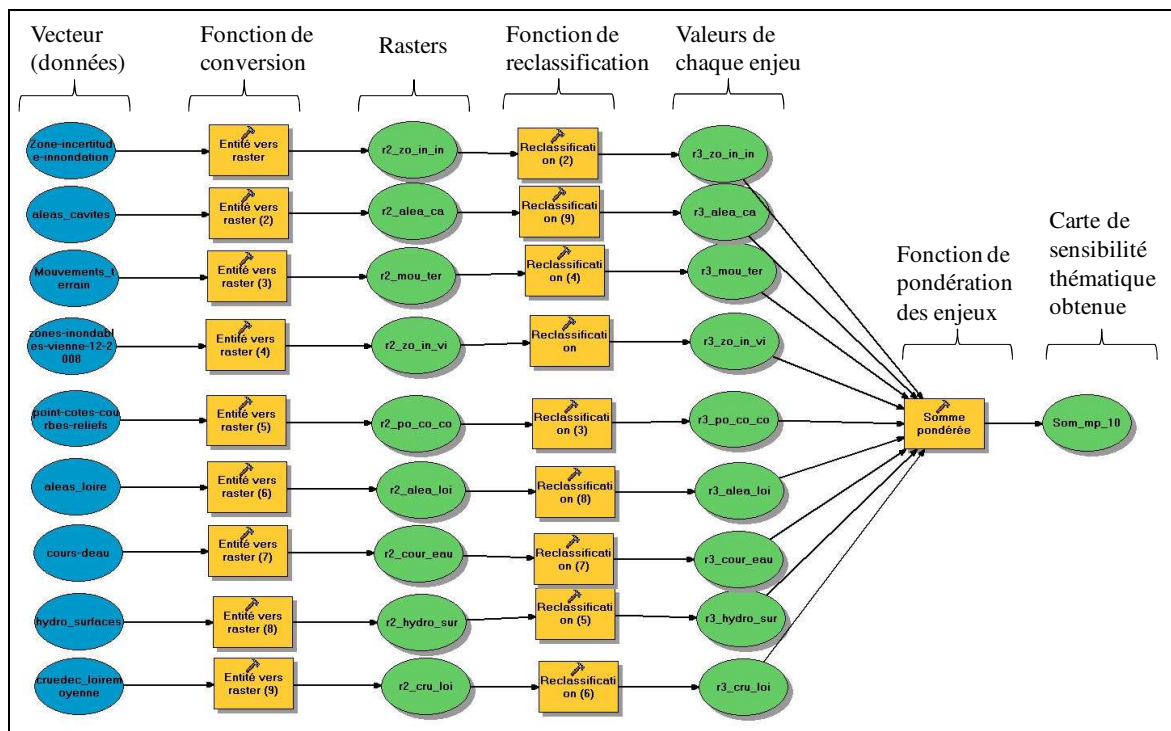 Vecteur
(données)
Fonction de
conversion
Rasters
Fonction de
reclassification
Valeurs de
chaque enjeu
Zone-incertitud
e-innondation
Entité vers
raster
r2_zo_in_in
Reclassificati
on (2)
r3_zo_in_in
aleas_cavites
Entité vers
raster (2)
r2_alea_ca
Reclassificati
on (9)
r3_alea_ca
Mouvements_t
errain
Entité vers
raster (3)
r2_mou_ter
Reclassificati
on (4)
r3_mou_ter
zones-inondabl
es-vienne-12-2
008
Entité vers
raster (4)
r2_zo_in_vi
Reclassificati
on
r3_zo_in_vi
point-cotes-cou
rbes-reliefs
Entité vers
raster (5)
r2_po_co_co
Reclassificati
on (3)
r3_po_co_co
aleas_loire
Entité vers
raster (6)
r2_alea_loi
Reclassificati
on (8)
r3_alea_loi
cours-deau
Entité vers
raster (7)
r2_cour_eau
Reclassificati
on (7)
r3_cour_eau
hydro_surfaces
Entité vers
raster (8)
r2_hydro_sur
Reclassificati
on (5)
r3_hydro_sur
cruedec_loirem
oyenne
Entité vers
raster (9)
r2_cru_loi
Reclassificati
on (6)
r3_cru_loi
Fonction de
pondération
des enjeux
Somme
pondérée
Carte de
sensibilité
thématique
obtenue
Som_mp_10